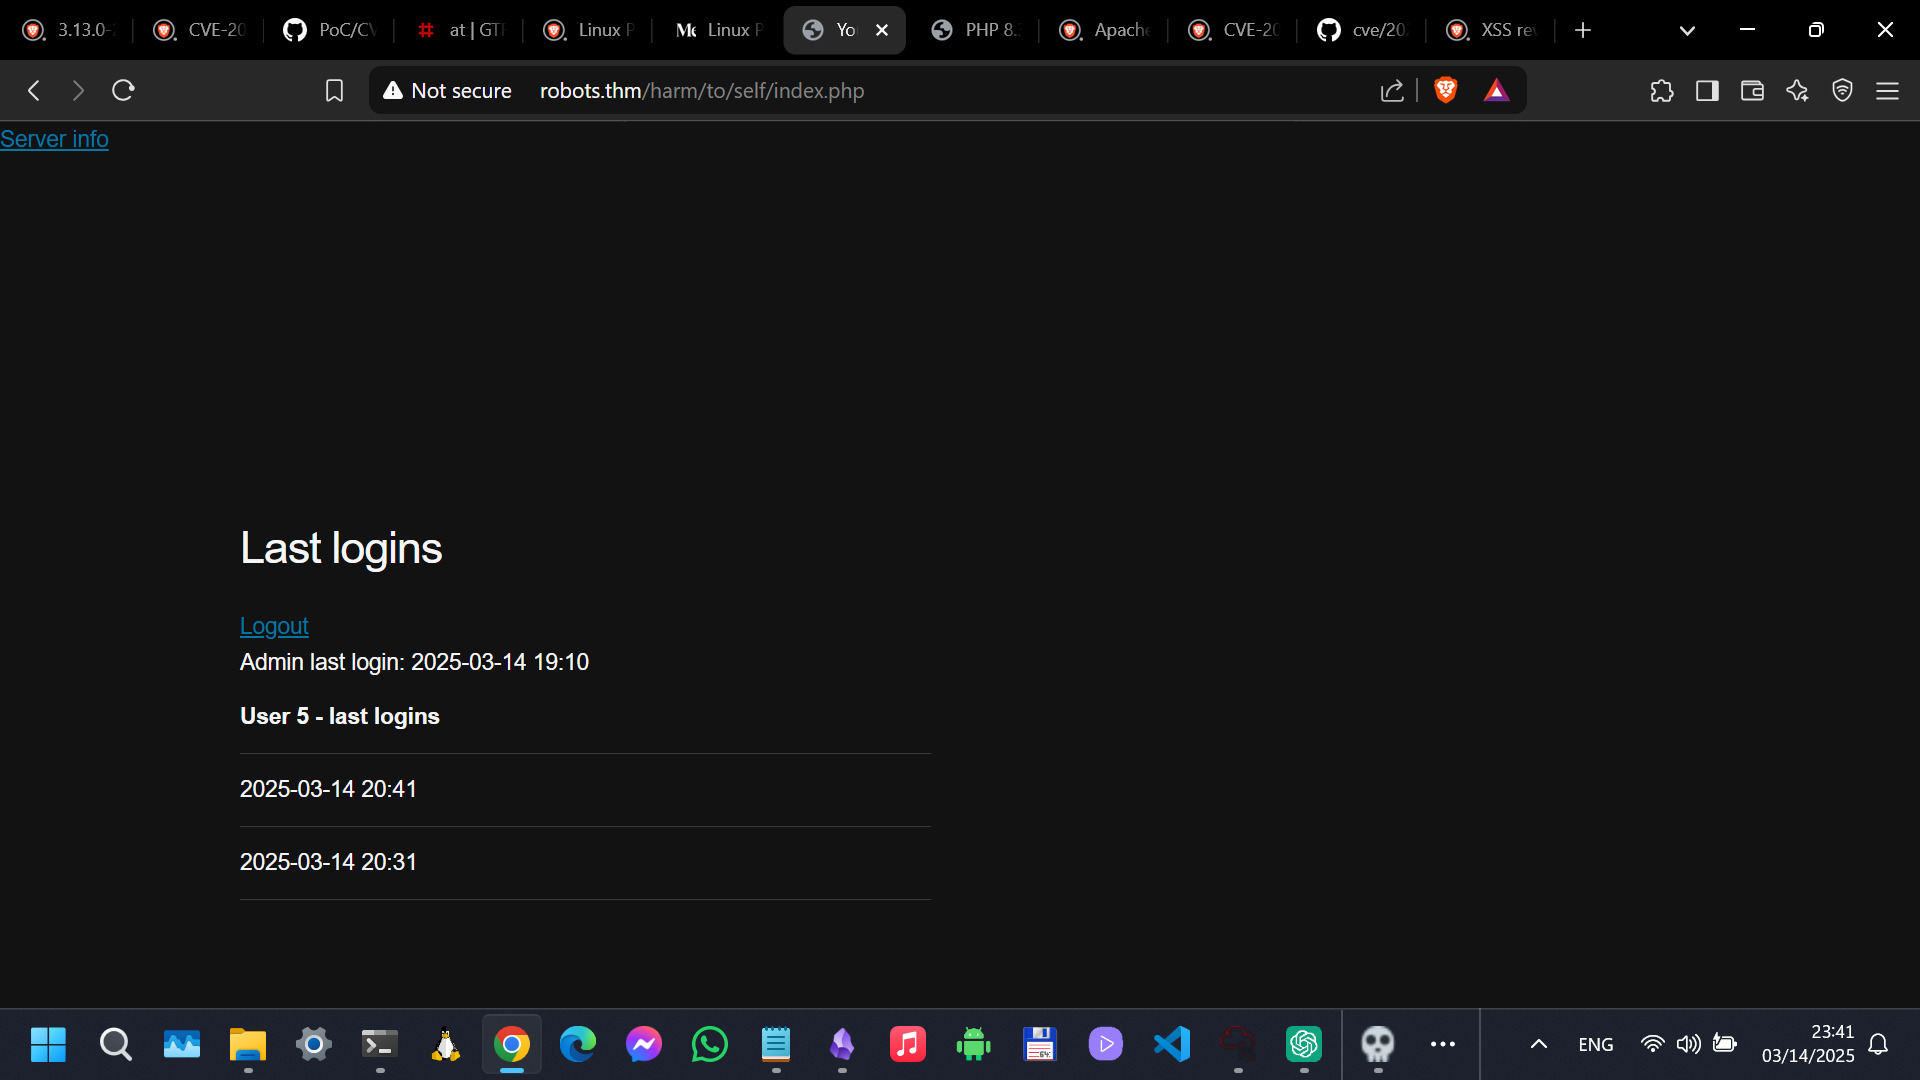 3.13.0-
CVE-20
PoC/CV
at | GTF
Linux P
Linux P
Yo
PHP 8.
Apache
CVE-20
cve/20
XSS re
Not secure robots.thm/harm/to/self/index.php
Server info
Last logins
Logout
Admin last login: 2025-03-14 19:10
User 5 - last logins
2025-03-14 20:41
2025-03-14 20:31
ENG
23:41
03/14/2025